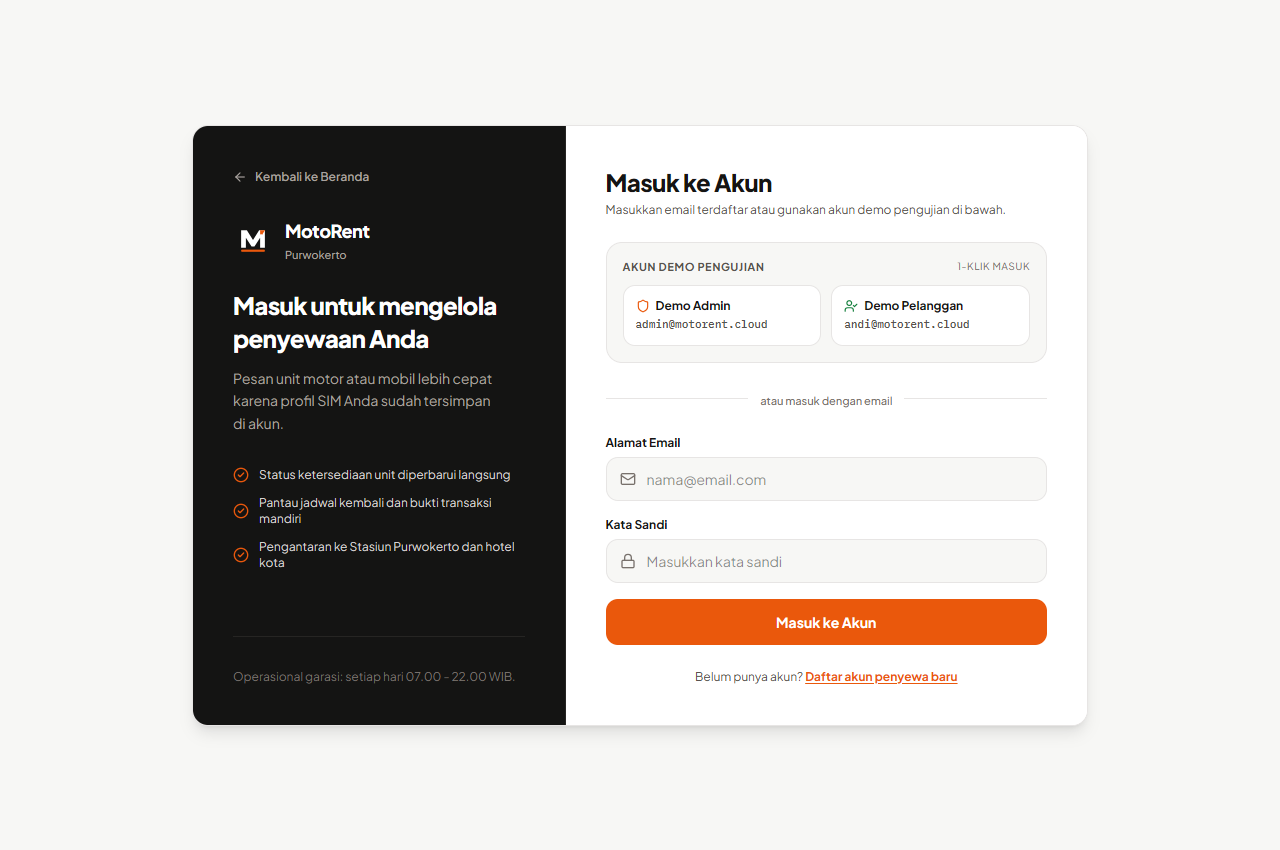 Kembali ke Beranda
MotoRent
Purwokerto
Masuk untuk mengelola
penyewaan Anda
Pesan unit motor atau mobil lebih cepat
karena profil SIM Anda sudah tersimpan
di akun.
Status ketersediaan unit diperbarui langsung
Pantau jadwal kembali dan bukti transaksi
mandiri
Pengantaran ke Stasiun Purwokerto dan hotel
kota
Operasional garasi: setiap hari 07.00 - 22.00 WIB.
Masuk ke Akun
Masukkan email terdaftar atau gunakan akun demo pengujian di bawah.
AKUN DEMO PENGUJIAN
1-KLIK MASUK
Demo Admin
admin@motorent.cloud
Demo Pelanggan
andi@motorent.cloud
atau masuk dengan email
Alamat Email
nama@email.com
Kata Sandi
Masukkan kata sandi
Masuk ke Akun
Belum punya akun? Daftar akun penyewa baru